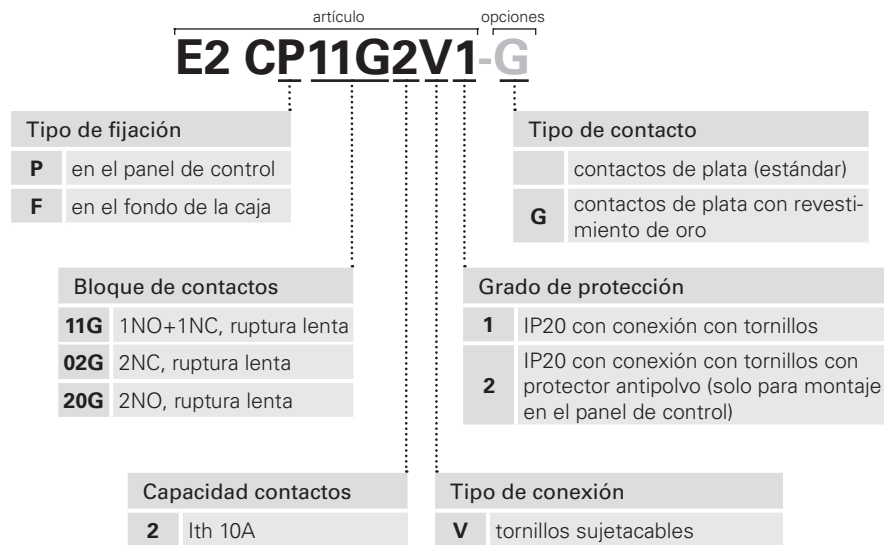 artículo
opciones
E2 CP11G2V1-G
Tipo de fijación
P en el panel de control
F en el fondo de la caja
Tipo de contacto
contactos de plata (estándar)
G contactos de plata con revesti-
miento de oro
Bloque de contactos
11G 1NO+1NC, ruptura lenta
02G 2NC, ruptura lenta
20G 2NO, ruptura lenta
Grado de protección
1 IP20 con conexión con tornillos
2 IP20 con conexión con tornillos con
protector antipolvo (solo para montaje
en el panel de control)
Capacidad contactos
2 Ith 10A
Tipo de conexión
V tornillos sujetacables